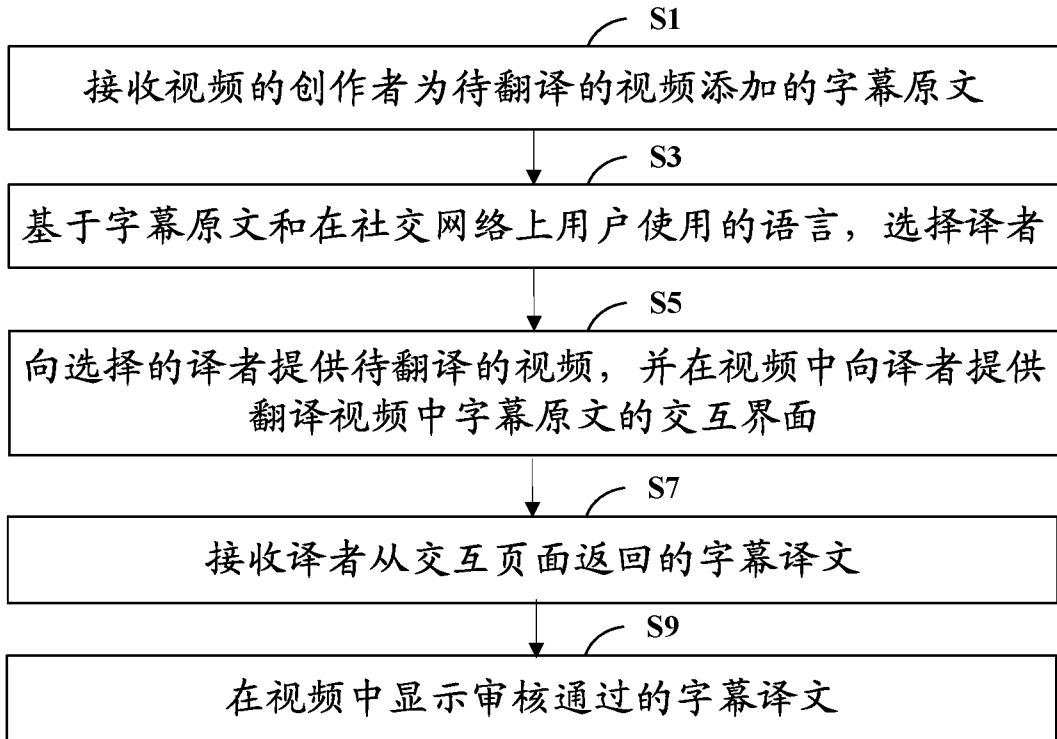 S1
接收视频的创作者为待翻译的视频添加的字幕原文
S3
基于字幕原文和在社交网络上用户使用的语言，选择译者
S5
向选择的译者提供待翻译的视频，并在视频中向译者提供
翻译视频中字幕原文的交互界面
S7
接收译者从交互页面返回的字幕译文
S9
在视频中显示审核通过的字幕译文